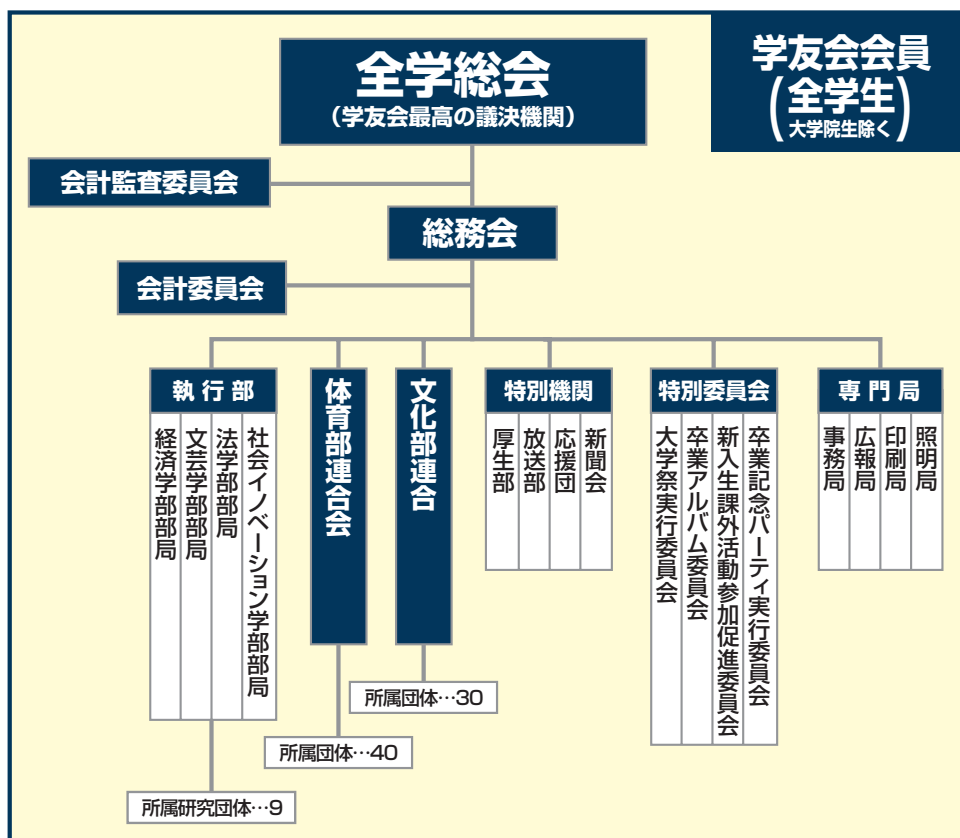 全学総会
（学友会最高の議決機関）
学友会会員
（全学生
大学院生除く）
会計監査委員会
総務会
会計委員会
執行部
経済学部部局
文芸学部部局
法学部部局
社会イノベーション学部部局
体育部連合会
文化部連合
特別機関
厚生部
放送部
応援団
新聞会
特別委員会
大学祭実行委員会
卒業アルバム委員会
新入生課外活動参加促進委員会
卒業記念パーティ実行委員会
専門局
事務局
広報局
印刷局
照明局
所属団体…30
所属団体…40
所属研究団体…9